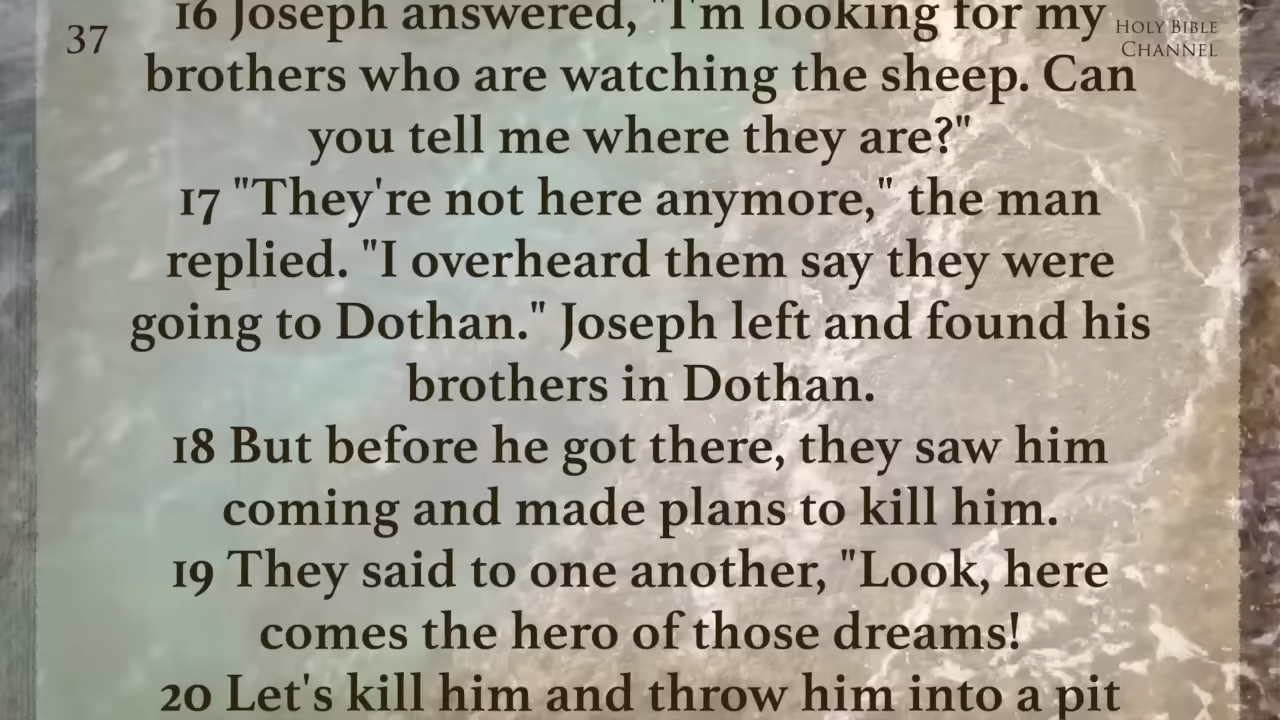 37
HOLY BIBLE
CHANNEL
16 Joseph answered, "I'm looking for my
brothers who are watching the sheep. Can
you tell me where they are?"
17 "They're not here anymore," the man
replied. "I overheard them say they were
going to Dothan." Joseph left and found his
brothers in Dothan.
18 But before he got there, they saw him
coming and made plans to kill him.
19 They said to one another, "Look, here
comes the hero of those dreams!
20 Let's kill him and throw him into a pit